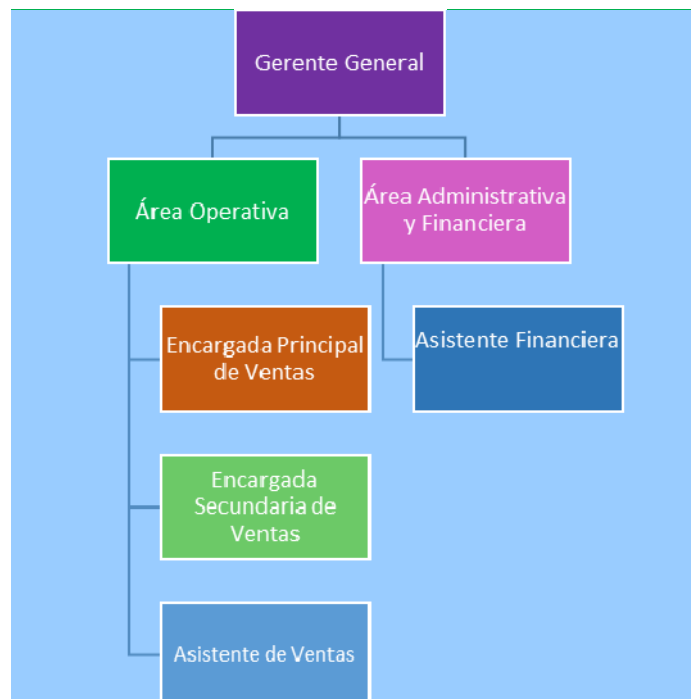 Gerente General
Área Operativa
Área Administrativa
y Financiera
Encargada Principal
de Ventas
Asistente Financiera
Encargada
Secundaria de
Ventas
Asistente de Ventas